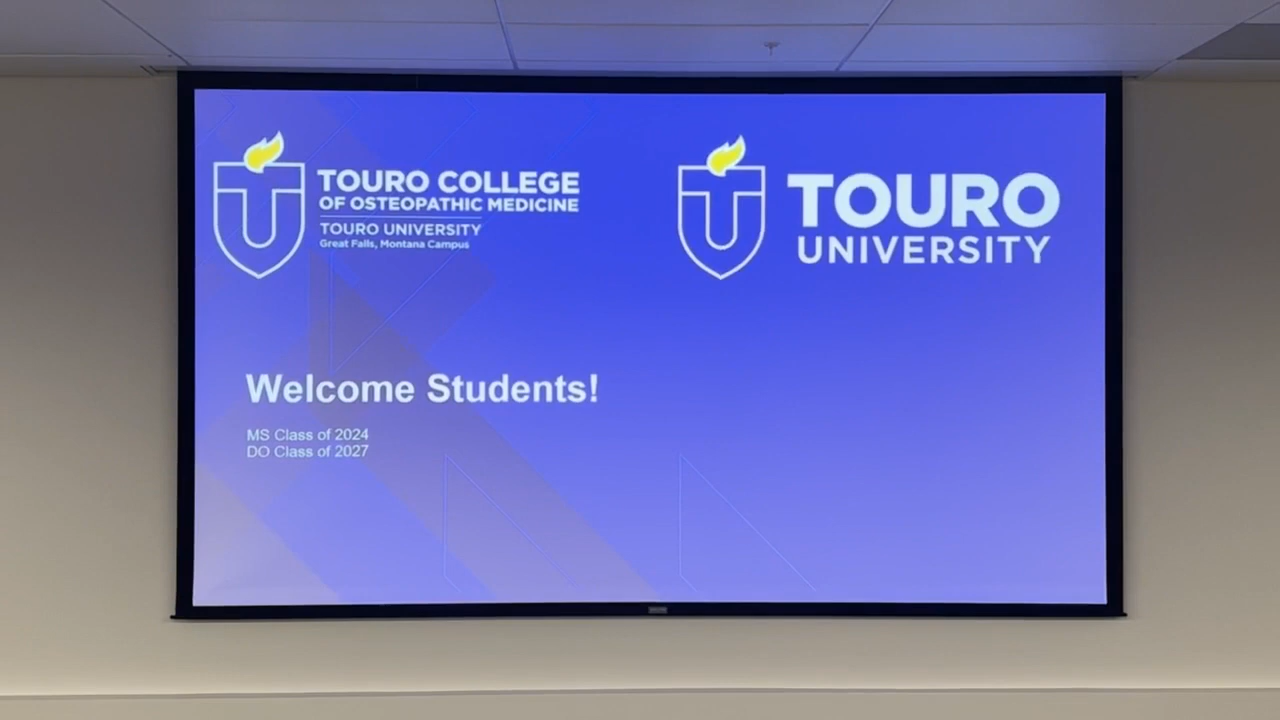 TOURO COLLEGE
OF OSTEOPATHIC MEDICINE
TOURO UNIVERSITY
Great Falls, Montana Campus
TOURO
UNIVERSITY
Welcome Students!
MS Class of 2024
DO Class of 2027